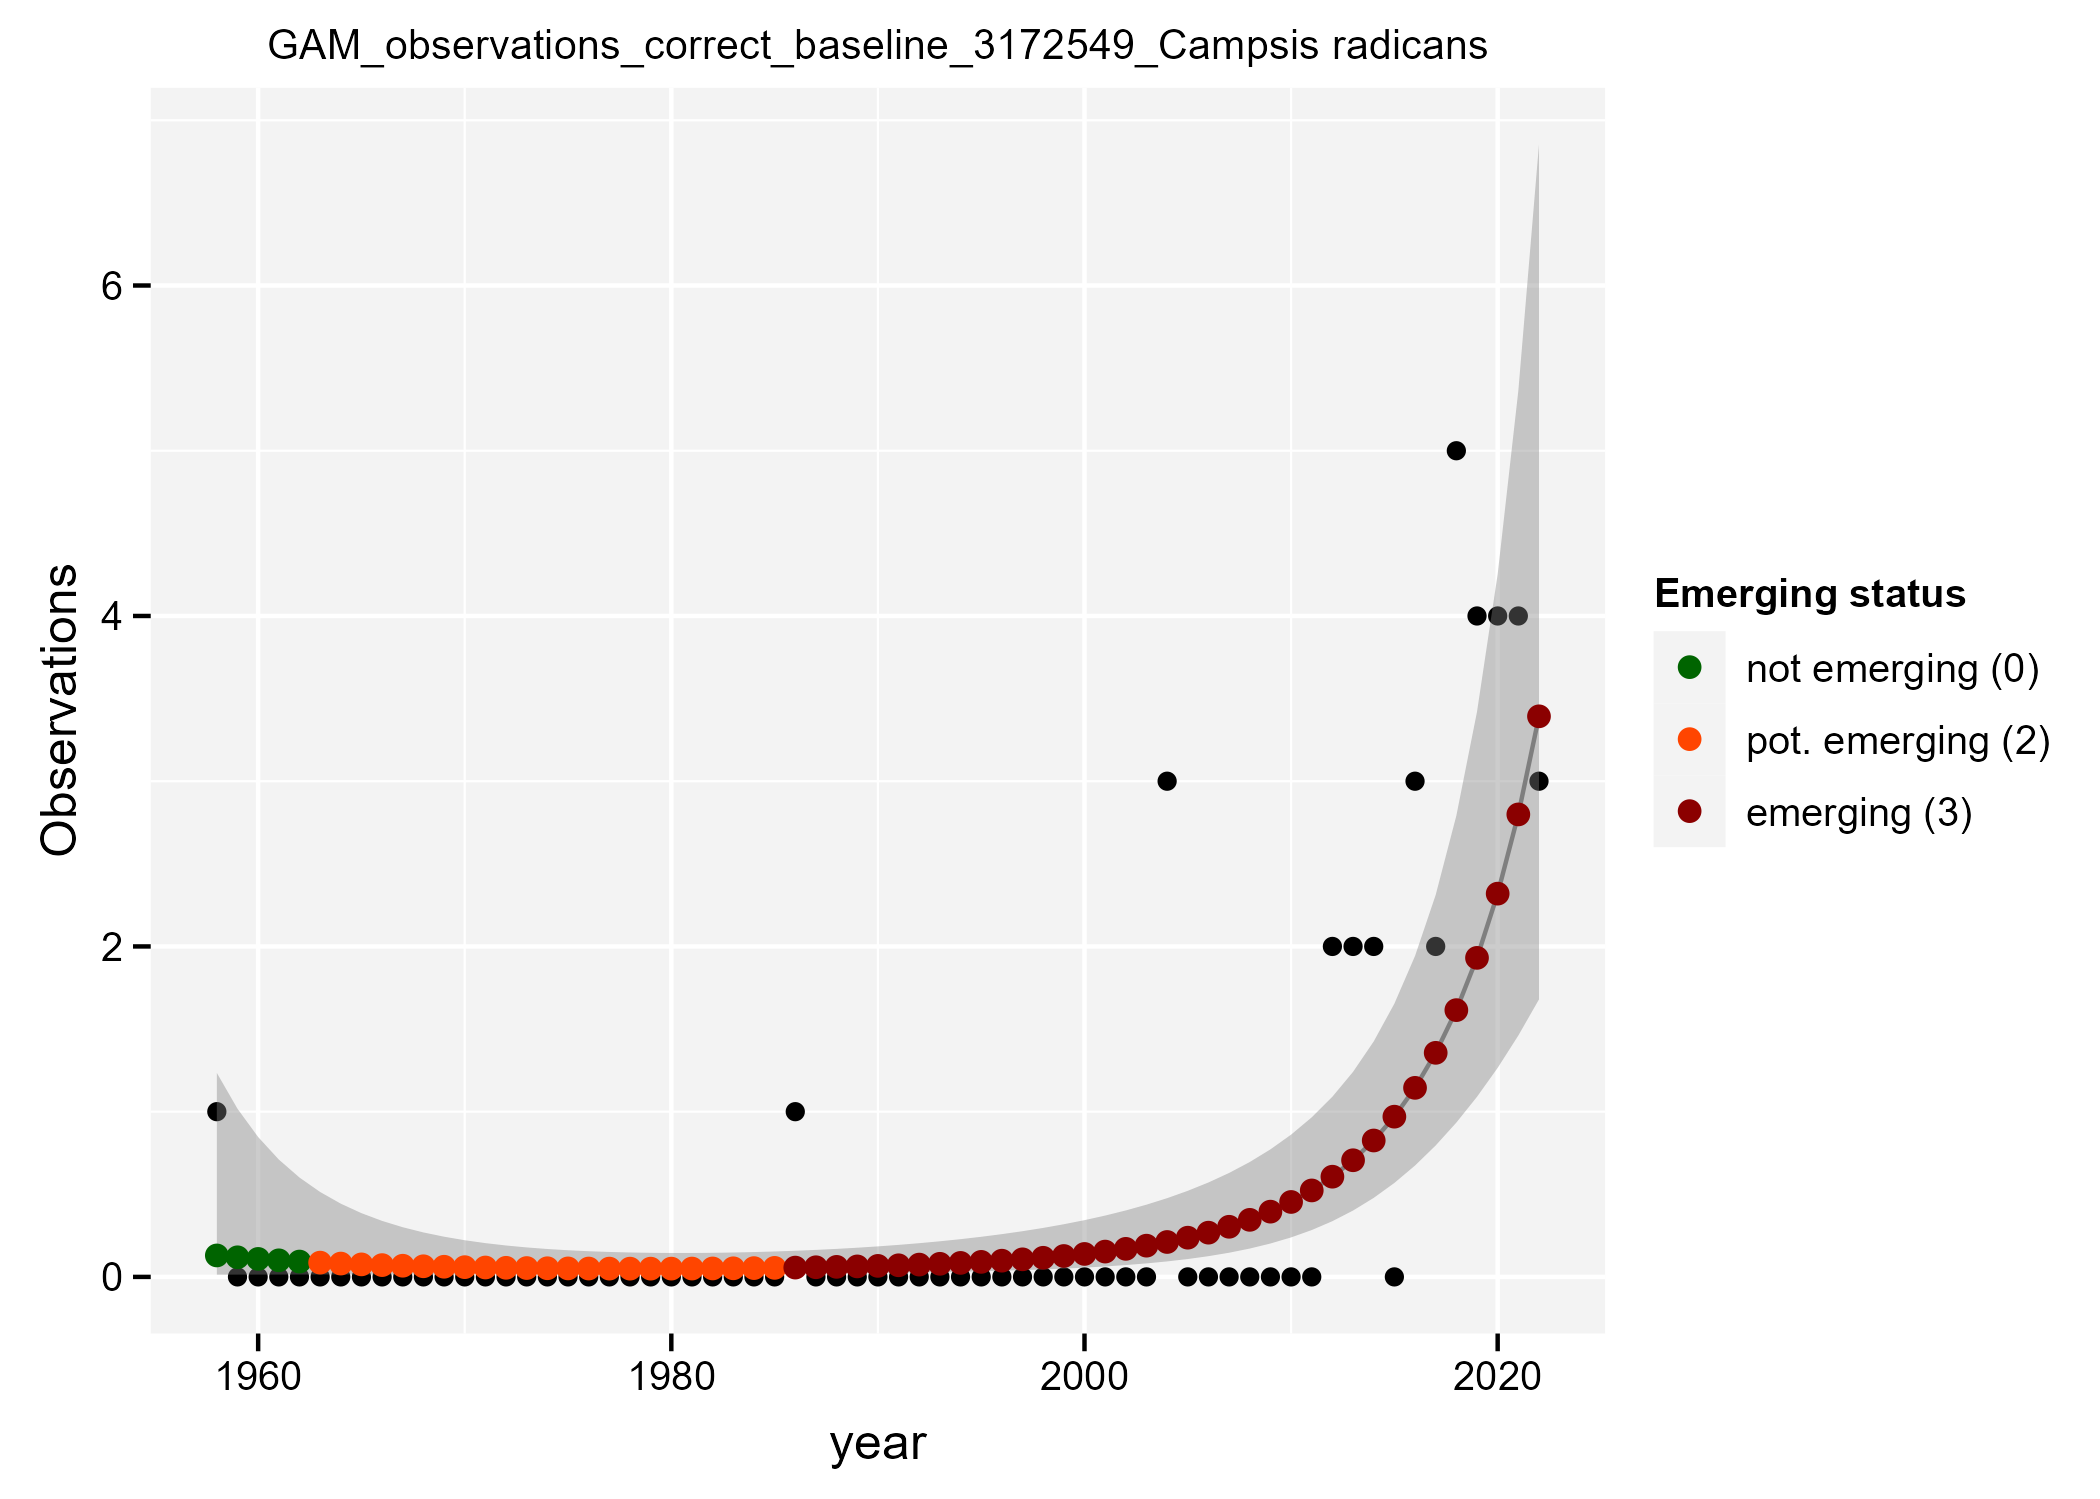 GAM_observations_correct_baseline_3172549_Campsis radicans
Observations
6
4
2
0
1960
1980
2000
2020
year
Emerging status
not emerging (0)
pot. emerging (2)
emerging (3)